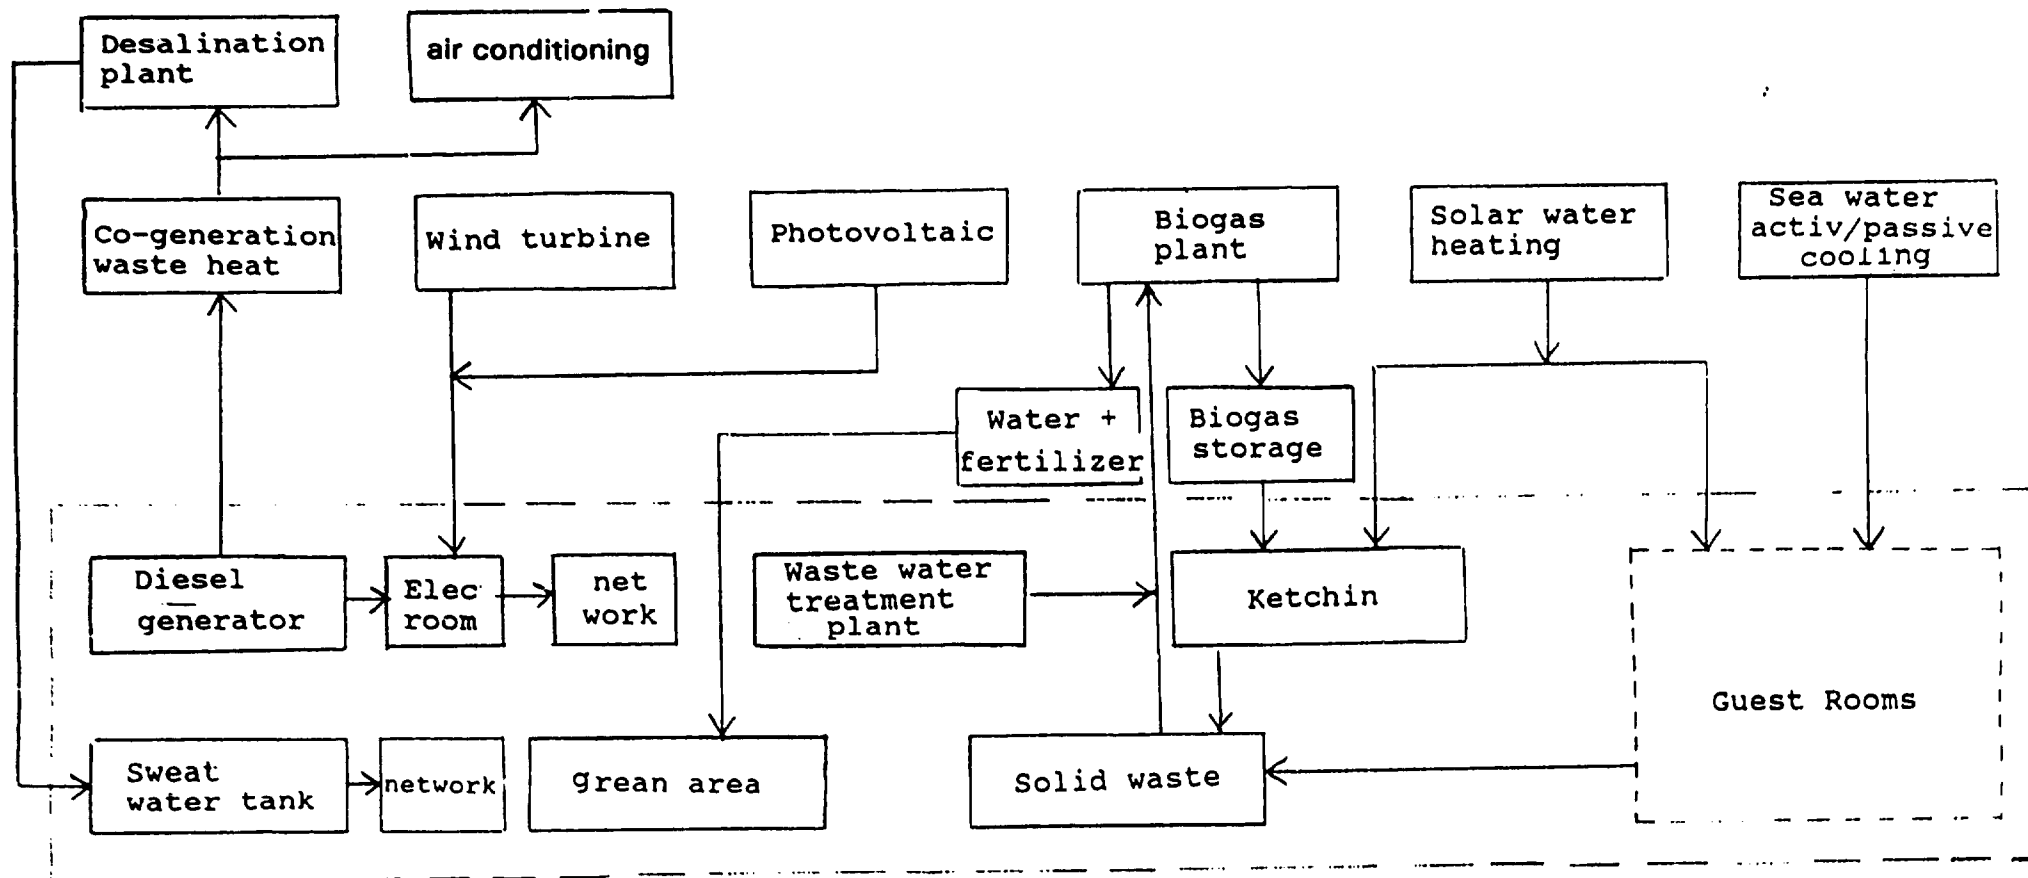 Desalination
plant
air conditioning
Co-generation
waste heat
Wind turbine
Photovoltaic
Biogas
plant
Solar water
heating
Sea water
activ/passive
cooling
Water +
fertilizer
Biogas
storage
Diesel
generator
Elec
room
net
work
Waste water
treatment
plant
Ketchin
Guest Rooms
Sweat
water tank
network
grean area
Solid waste